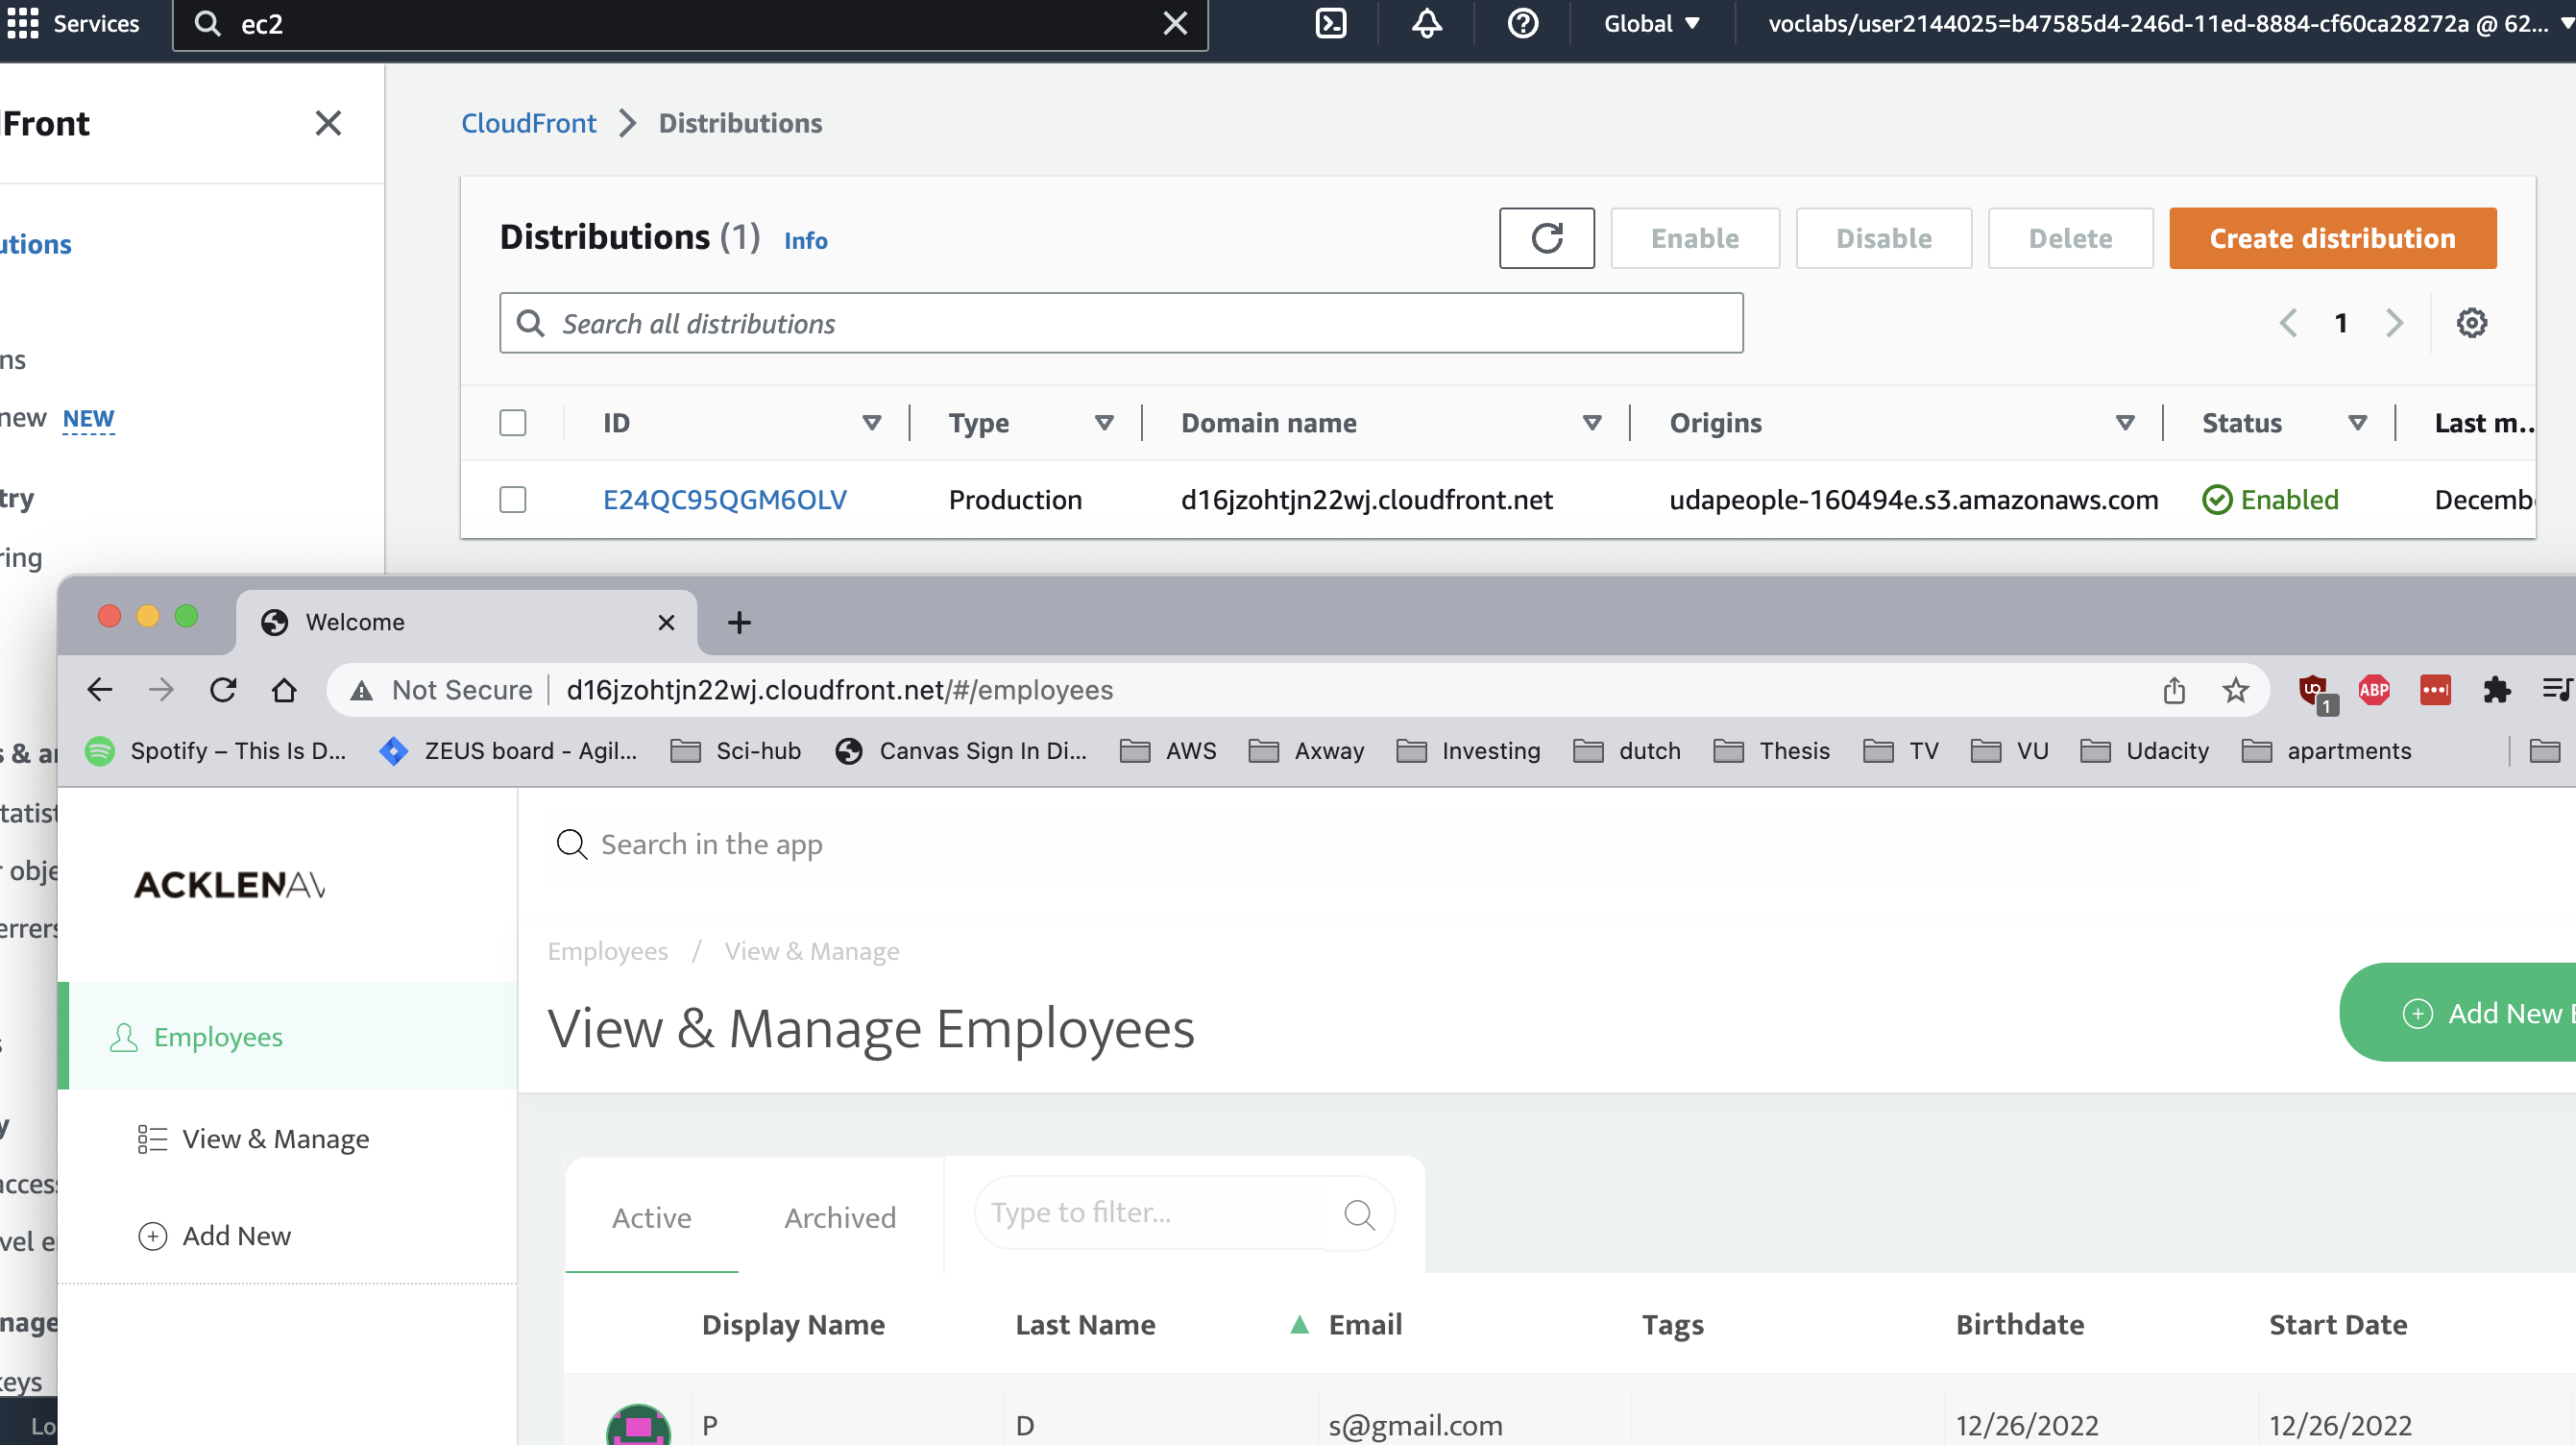 Services
ec2
Global
voclabs/user2144025=b47585d4-246d-11ed-8884-cf60ca28272a @ 62...
CloudFront
Distributions
Front
utions
ns
new NEW
try
ring
Distributions (1) Info
Enable
Disable
Delete
Create distribution
Search all distributions
1
ID
Type
Domain name
Origins
Status
Last m...
E24QC95QGM6OLV
Production
d16jzohtjn22wj.cloudfront.net
udapeople-160494e.s3.amazonaws.com
Enabled
Decemb
Welcome
Not Secure
d16jzohtjn22wj.cloudfront.net/#/employees
1
ABP
Spotify – This Is D...
ZEUS board - Agil...
Sci-hub
Canvas Sign In Di...
AWS
Axway
Investing
dutch
Thesis
TV
VU
Udacity
apartments
s & a
tatist
obje
errers
y
acces
vel e
nage
keys
Lo
ACKLENAV
Employees
View & Manage
Add New
Search in the app
Employees / View & Manage
View & Manage Employees
Add New
Active
Archived
Type to filter...
Display Name
Last Name
Email
Tags
Birthdate
Start Date
P
D
s@gmail.com
12/26/2022
12/26/2022